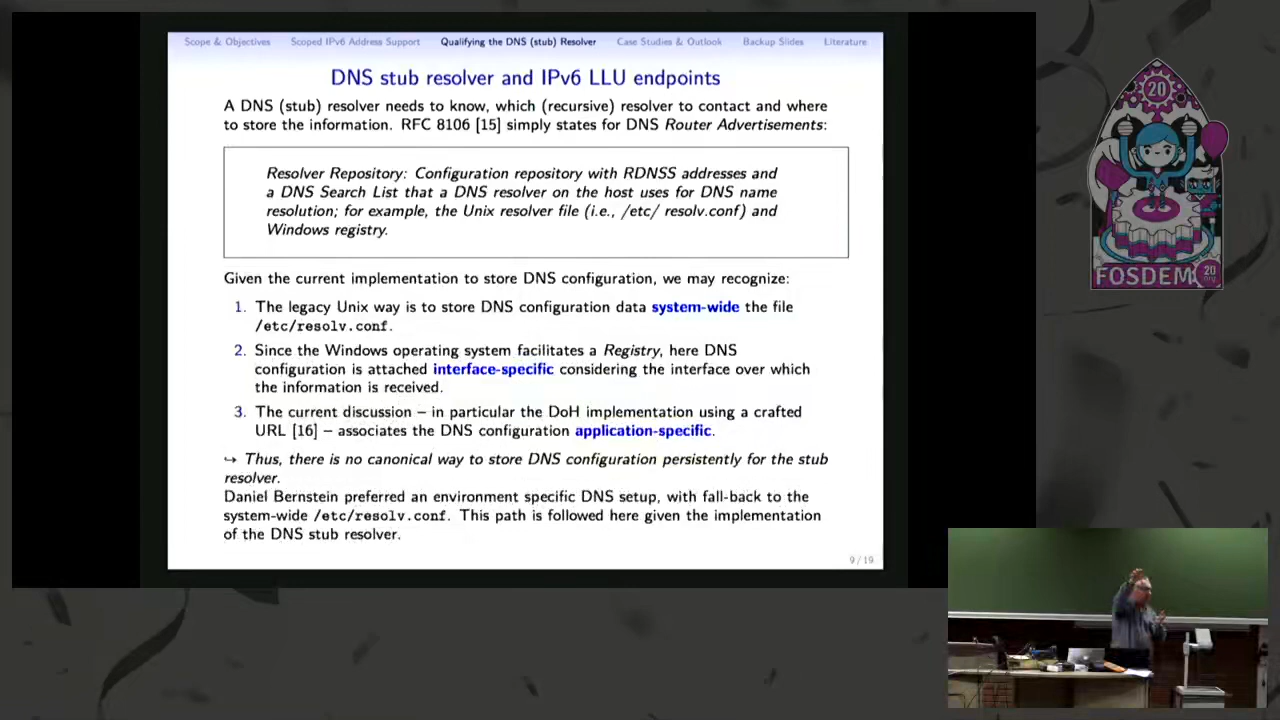 Scope & Objectives Scoped IPv6 Address Support Qualifying the DNS (stub) Resolver Case Studies & Outlook Backup Slides Literature
DNS stub resolver and IPv6 LLU endpoints
A DNS (stub) resolver needs to know, which (recursive) resolver to contact and where
to store the information. RFC 8106 [15] simply states for DNS Router Advertisements:
Resolver Repository: Configuration repository with RDNSS addresses and
a DNS Search List that a DNS resolver on the host uses for DNS name
resolution; for example, the Unix resolver file (i.e., /etc/ resolv.conf) and
Windows registry.
Given the current implementation to store DNS configuration, we may recognize:
1. The legacy Unix way is to store DNS configuration data system-wide the file
/etc/resolv.conf.
2. Since the Windows operating system facilitates a Registry, here DNS
configuration is attached interface-specific considering the interface over which
the information is received.
3. The current discussion – in particular the DoH implementation using a crafted
URL [16] – associates the DNS configuration application-specific.
↪ Thus, there is no canonical way to store DNS configuration persistently for the stub
resolver.
Daniel Bernstein preferred an environment specific DNS setup, with fall-back to the
system-wide /etc/resolv.conf. This path is followed here given the implementation
of the DNS stub resolver.
9 / 19
20
FOSDEM 20
.org